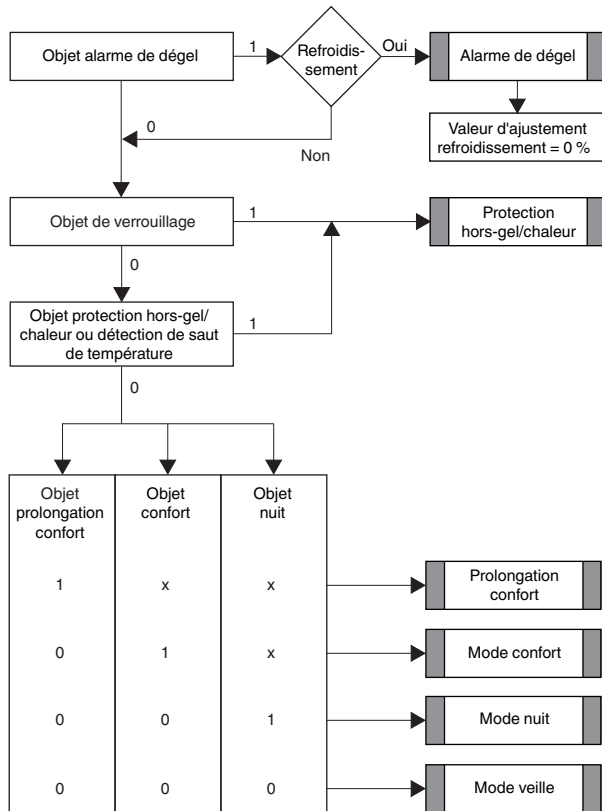 Objet alarme de dégel
1
Refroidis-
sement
Oui
Alarme de dégel
0
Non
Valeur d'ajustement
refroidissement = 0 %
Objet de verrouillage
1
Protection
hors-gel/chaleur
0
Objet protection hors-gel/
chaleur ou détection de saut
de température
1
0
Objet
prolongation
confort
Objet
confort
Objet
nuit
1 x x
Prolongation
confort
0 1 x
Mode confort
0 0 1
Mode nuit
0 0 0
Mode veille